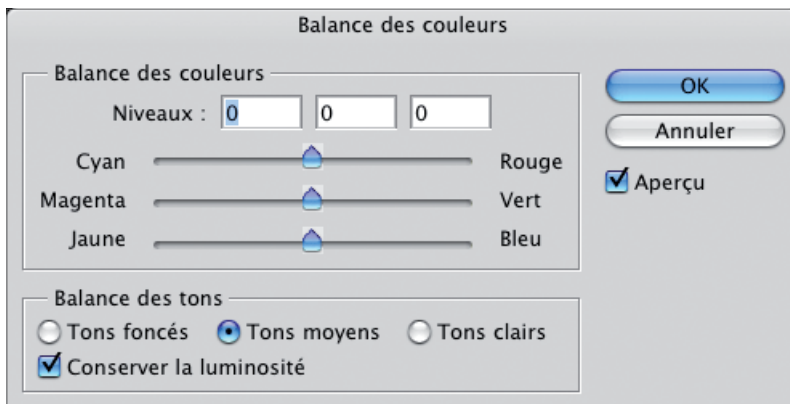 Balance des couleurs
Balance des couleurs
Niveaux : 0 0 0
Cyan Rouge
Magenta Vert
Jaune Bleu
OK
Annuler
Aperçu
Balance des tons
Tons foncés Tons moyens Tons clairs
Conserver la luminosité